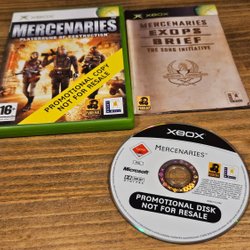 XBOX
MERCENARIES
PLAYGROUND OF DESTRUCTION
PROMOTIONAL COPY
NOT FOR RESALE
16+
XBOX
MERCENARIES
EXOPS
BRIEF
THE SONG INITIATIVE
XBOX
MERCENARIES
Microsoft
PROMOTIONAL DISK
NOT FOR RESALE